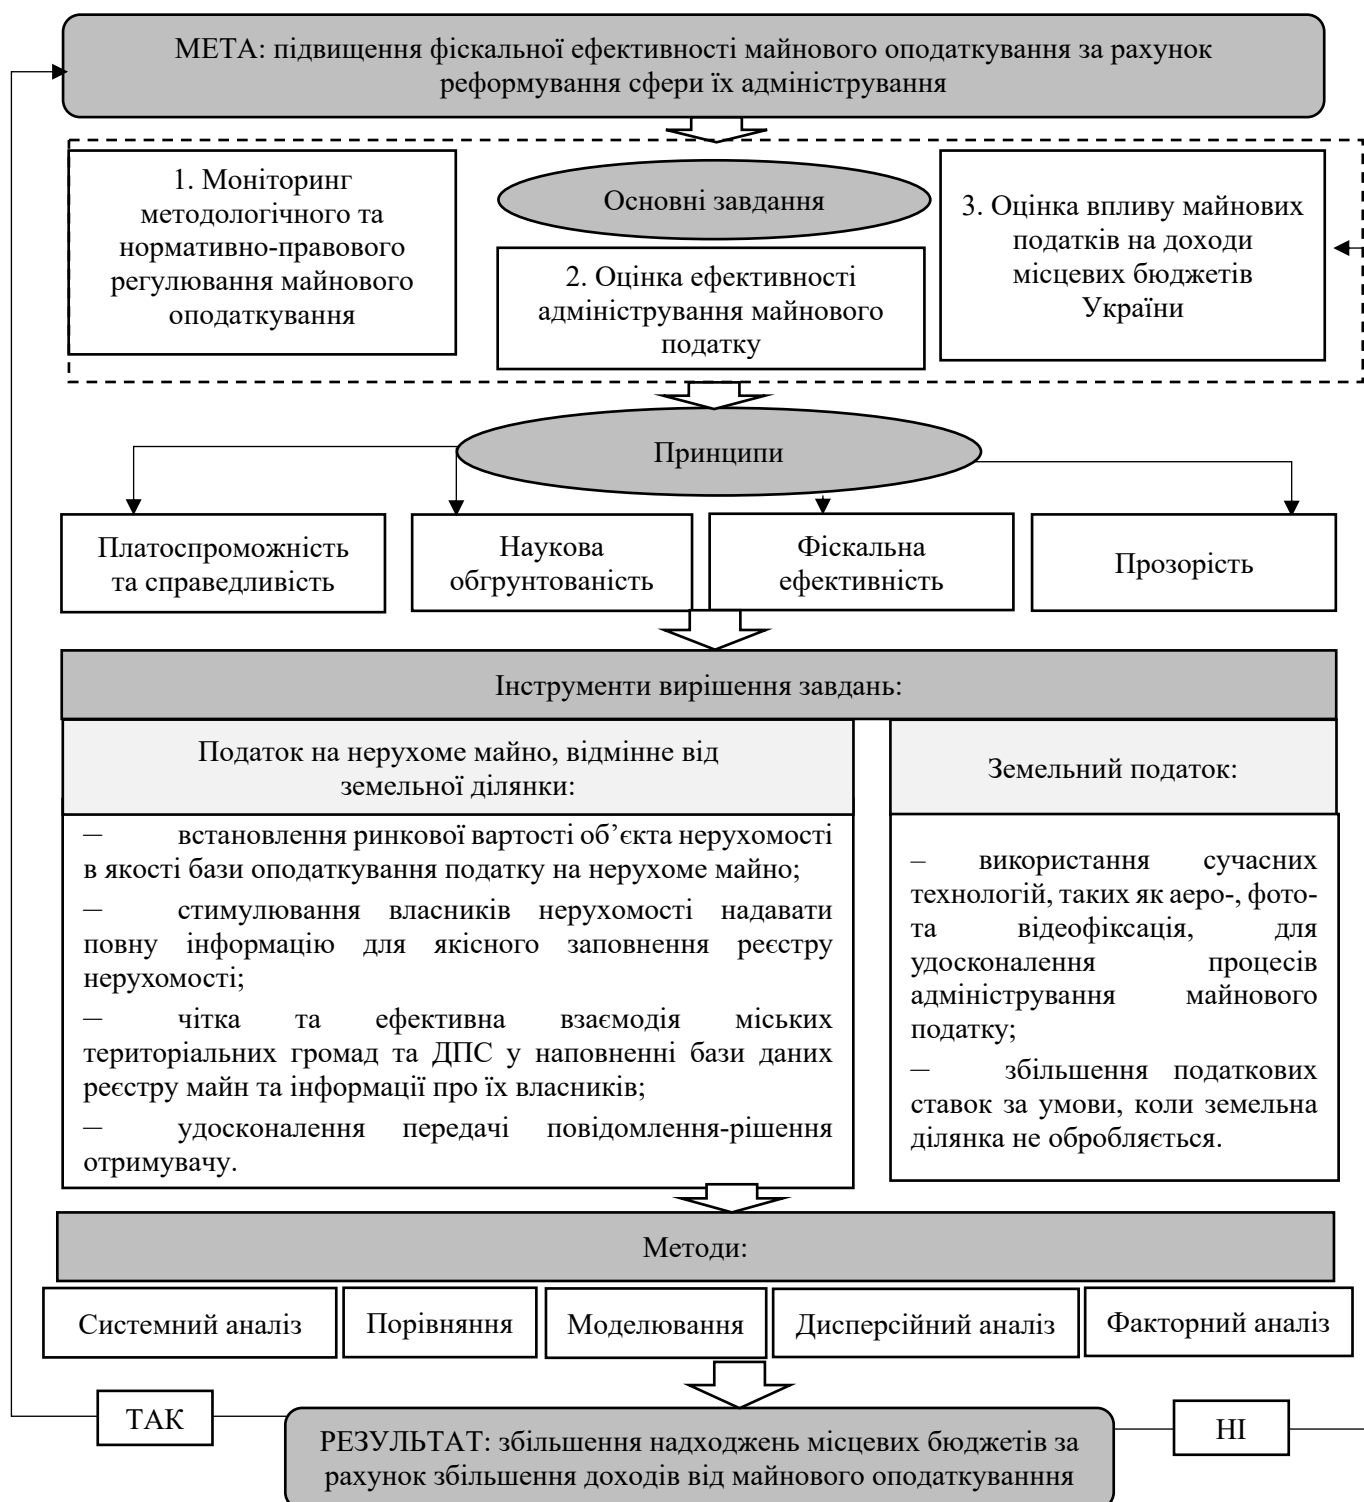 МЕТА: підвищення фіскальної ефективності майнового оподаткування за рахунок
реформування сфери їх адміністрування
1. Моніторинг
методологічного та
нормативно-правового
регулювання майнового
оподаткування
Основні завдання
2. Оцінка ефективності
адміністрування майнового
податку
3. Оцінка впливу майнових
податків на доходи
місцевих бюджетів
України
Принципи
Платоспроможність
та справедливість
Наукова
обгрунтованість
Фіскальна
ефективність
Прозорість
Інструменти вирішення завдань:
Податок на нерухоме майно, відмінне від
земельної ділянки:
— встановлення ринкової вартості об’єкта нерухомості
в якості бази оподаткування податку на нерухоме майно;
— стимулювання власників нерухомості надавати
повну інформацію для якісного заповнення реєстру
нерухомості;
— чітка та ефективна взаємодія міських
територіальних громад та ДПС у наповненні бази даних
реєстру майн та інформації про їх власників;
— удосконалення передачі повідомлення-рішення
отримувачу.
Земельний податок:
– використання сучасних
технологій, таких як аеро-, фото-
та відеофіксація, для
удосконалення процесів
адміністрування майнового
податку;
— збільшення податкових
ставок за умови, коли земельна
ділянка не обробляється.
Методи:
Системний аналіз
Порівняння
Моделювання
Дисперсійний аналіз
Факторний аналіз
ТАК
НІ
РЕЗУЛЬТАТ: збільшення надходжень місцевих бюджетів за
рахунок збільшення доходів від майнового оподаткуванння